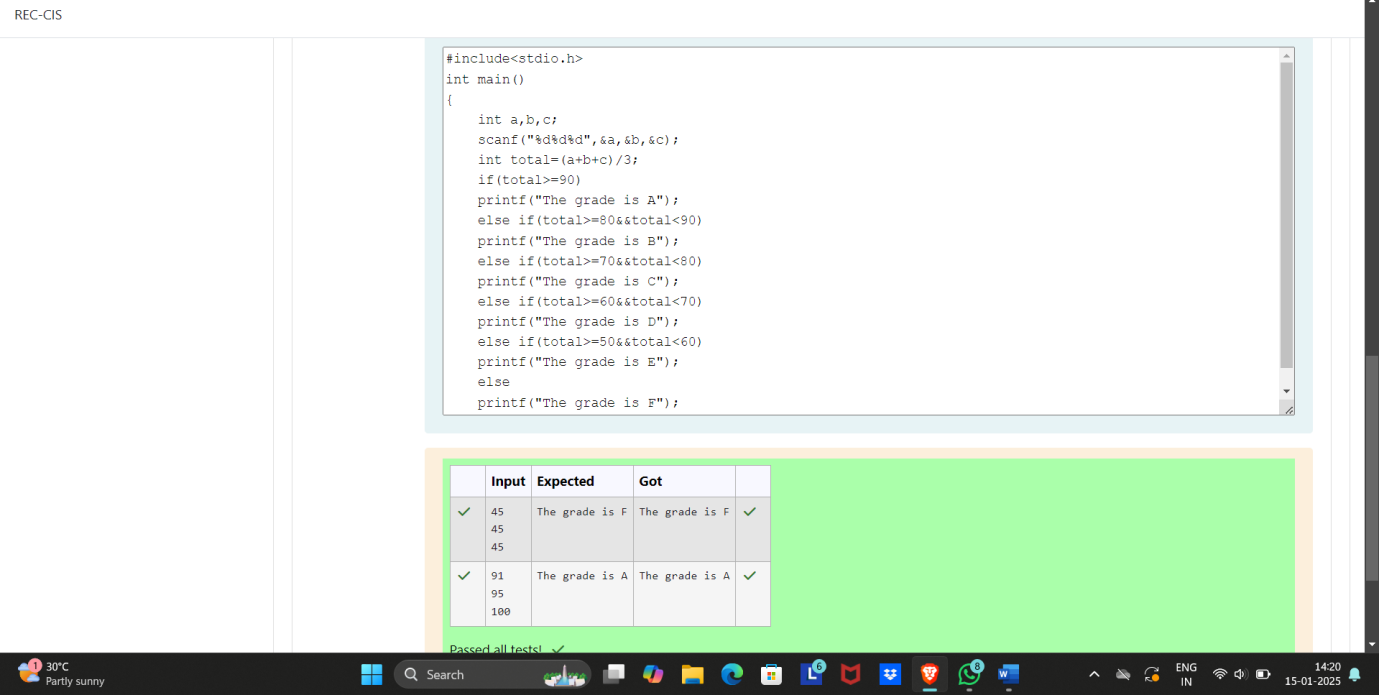 REC-CIS
#include<stdio.h>
int main()
{
    int a,b,c;
    scanf("%d%d%d",&a,&b,&c);
    int total=(a+b+c)/3;
    if(total>=90)
    printf("The grade is A");
    else if(total>=80&&total<90)
    printf("The grade is B");
    else if(total>=70&&total<80)
    printf("The grade is C");
    else if(total>=60&&total<70)
    printf("The grade is D");
    else if(total>=50&&total<60)
    printf("The grade is E");
    else
    printf("The grade is F");
Input Expected Got
45 The grade is F The grade is F
45
45
91 The grade is A The grade is A
95
100
Passed all tests!
1 30°C
Partly sunny
Search
L 6
8
W
ENG
IN
14:20
15-01-2025